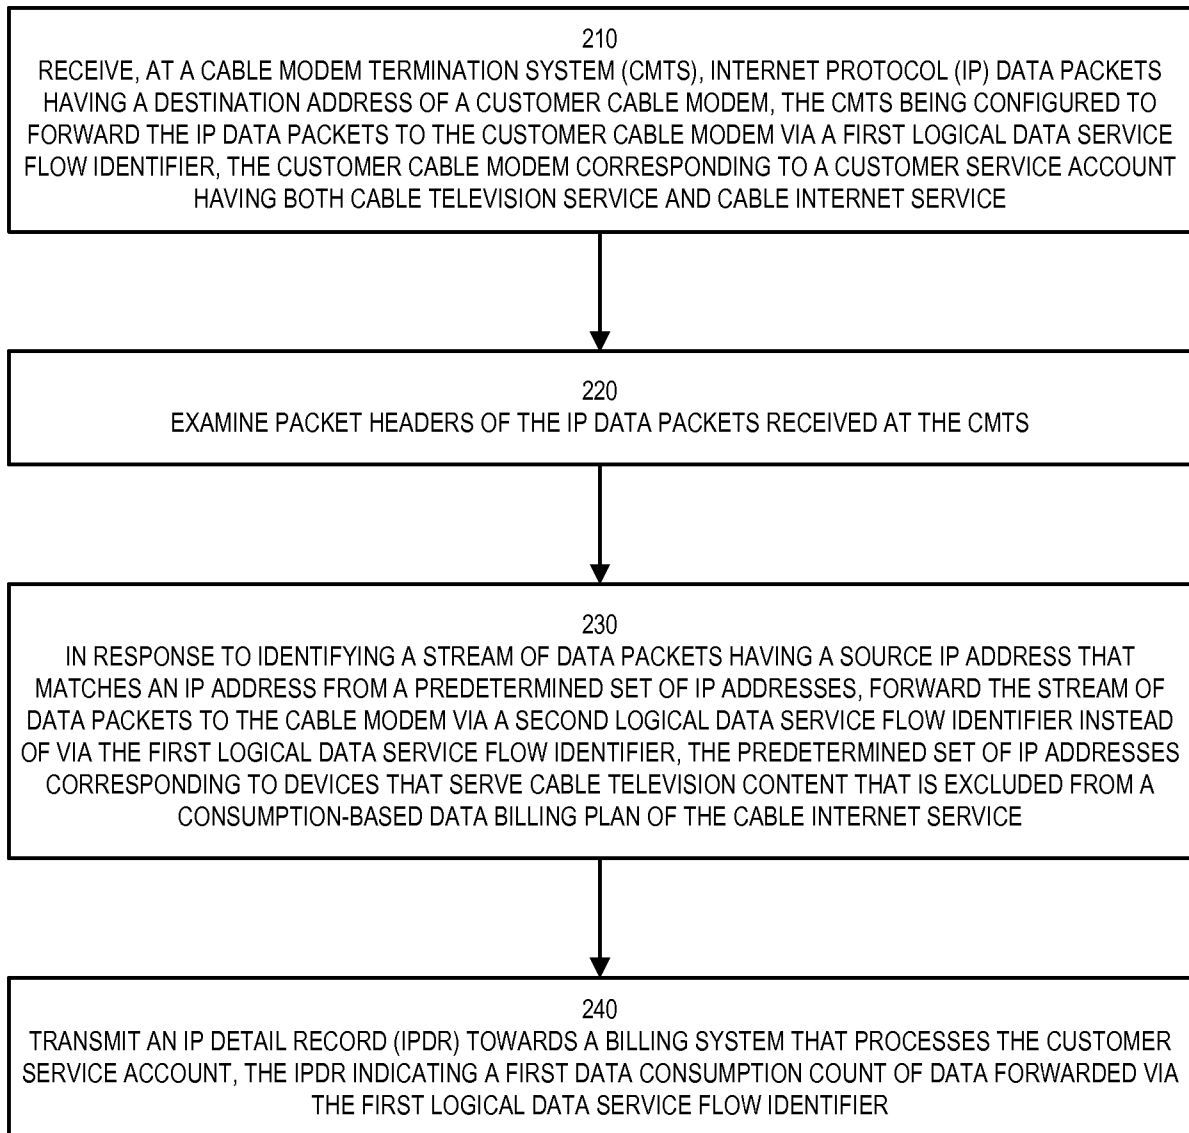 210
RECEIVE, AT A CABLE MODEM TERMINATION SYSTEM (CMTS), INTERNET PROTOCOL (IP) DATA PACKETS
HAVING A DESTINATION ADDRESS OF A CUSTOMER CABLE MODEM, THE CMTS BEING CONFIGURED TO
FORWARD THE IP DATA PACKETS TO THE CUSTOMER CABLE MODEM VIA A FIRST LOGICAL DATA SERVICE
FLOW IDENTIFIER, THE CUSTOMER CABLE MODEM CORRESPONDING TO A CUSTOMER SERVICE ACCOUNT
HAVING BOTH CABLE TELEVISION SERVICE AND CABLE INTERNET SERVICE
220
EXAMINE PACKET HEADERS OF THE IP DATA PACKETS RECEIVED AT THE CMTS
230
IN RESPONSE TO IDENTIFYING A STREAM OF DATA PACKETS HAVING A SOURCE IP ADDRESS THAT
MATCHES AN IP ADDRESS FROM A PREDETERMINED SET OF IP ADDRESSES, FORWARD THE STREAM OF
DATA PACKETS TO THE CABLE MODEM VIA A SECOND LOGICAL DATA SERVICE FLOW IDENTIFIER INSTEAD
OF VIA THE FIRST LOGICAL DATA SERVICE FLOW IDENTIFIER, THE PREDETERMINED SET OF IP ADDRESSES
CORRESPONDING TO DEVICES THAT SERVE CABLE TELEVISION CONTENT THAT IS EXCLUDED FROM A
CONSUMPTION-BASED DATA BILLING PLAN OF THE CABLE INTERNET SERVICE
240
TRANSMIT AN IP DETAIL RECORD (IPDR) TOWARDS A BILLING SYSTEM THAT PROCESSES THE CUSTOMER
SERVICE ACCOUNT, THE IPDR INDICATING A FIRST DATA CONSUMPTION COUNT OF DATA FORWARDED VIA
THE FIRST LOGICAL DATA SERVICE FLOW IDENTIFIER